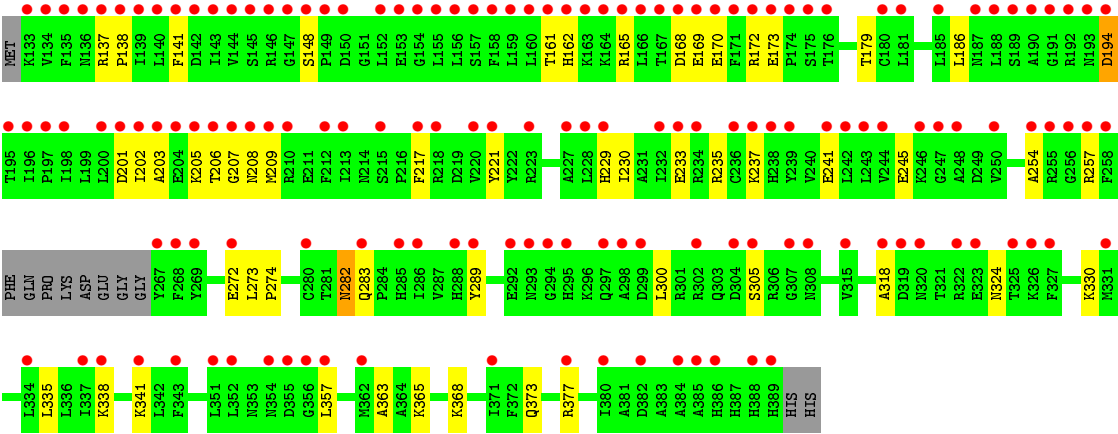 MET K133 V134 F135 N136 R137 P138 I139 L140 F141 D142 I143 V144 S145 R146 G147 S148 P149 D150 G151 L152 E153 G154 L155 L156 S157 F158 L159 L160 T161 H162 K163 K164 R165 L166 T167 D168 E169 E170 F171 R172 E173 P174 S175 T176 T179 C180 L181 L185 L186 N187 L188 S189 A190 G191 R192 N193 D194
T195 I196 P197 I198 L199 L200 D201 I202 A203 E204 K205 T206 G207 N208 M209 R210 E211 F212 I213 N214 S215 P216 F217 R218 D219 V220 Y221 Y222 R223 A227 L228 H229 I230 A231 I232 E233 R234 R235 C236 K237 H238 Y239 V240 E241 L242 L243 V244 E245 K246 G247 A248 D249 V250 A254 R255 G256 R257 F258
PHE GLN PRO LYS ASP GLU GLY GLY Y267 F268 Y269 E272 L273 P274 C280 T281 N282 Q283 P284 H285 I286 V287 H288 Y289 E292 N293 G294 H295 K296 Q297 A298 D299 L300 R301 R302 Q303 D304 S305 R306 G307 N308 V315 A318 D319 N320 T321 R322 E323 N324 T325 K326 F327 K330 M331
L334 L335 L336 I337 K338 K341 L342 F343 L351 L352 N353 N354 D355 G356 L357 M362 A363 A364 K365 K368 I371 F372 Q373 R377 I380 A381 D382 A383 A384 A385 H386 H387 H388 H389 HIS HIS